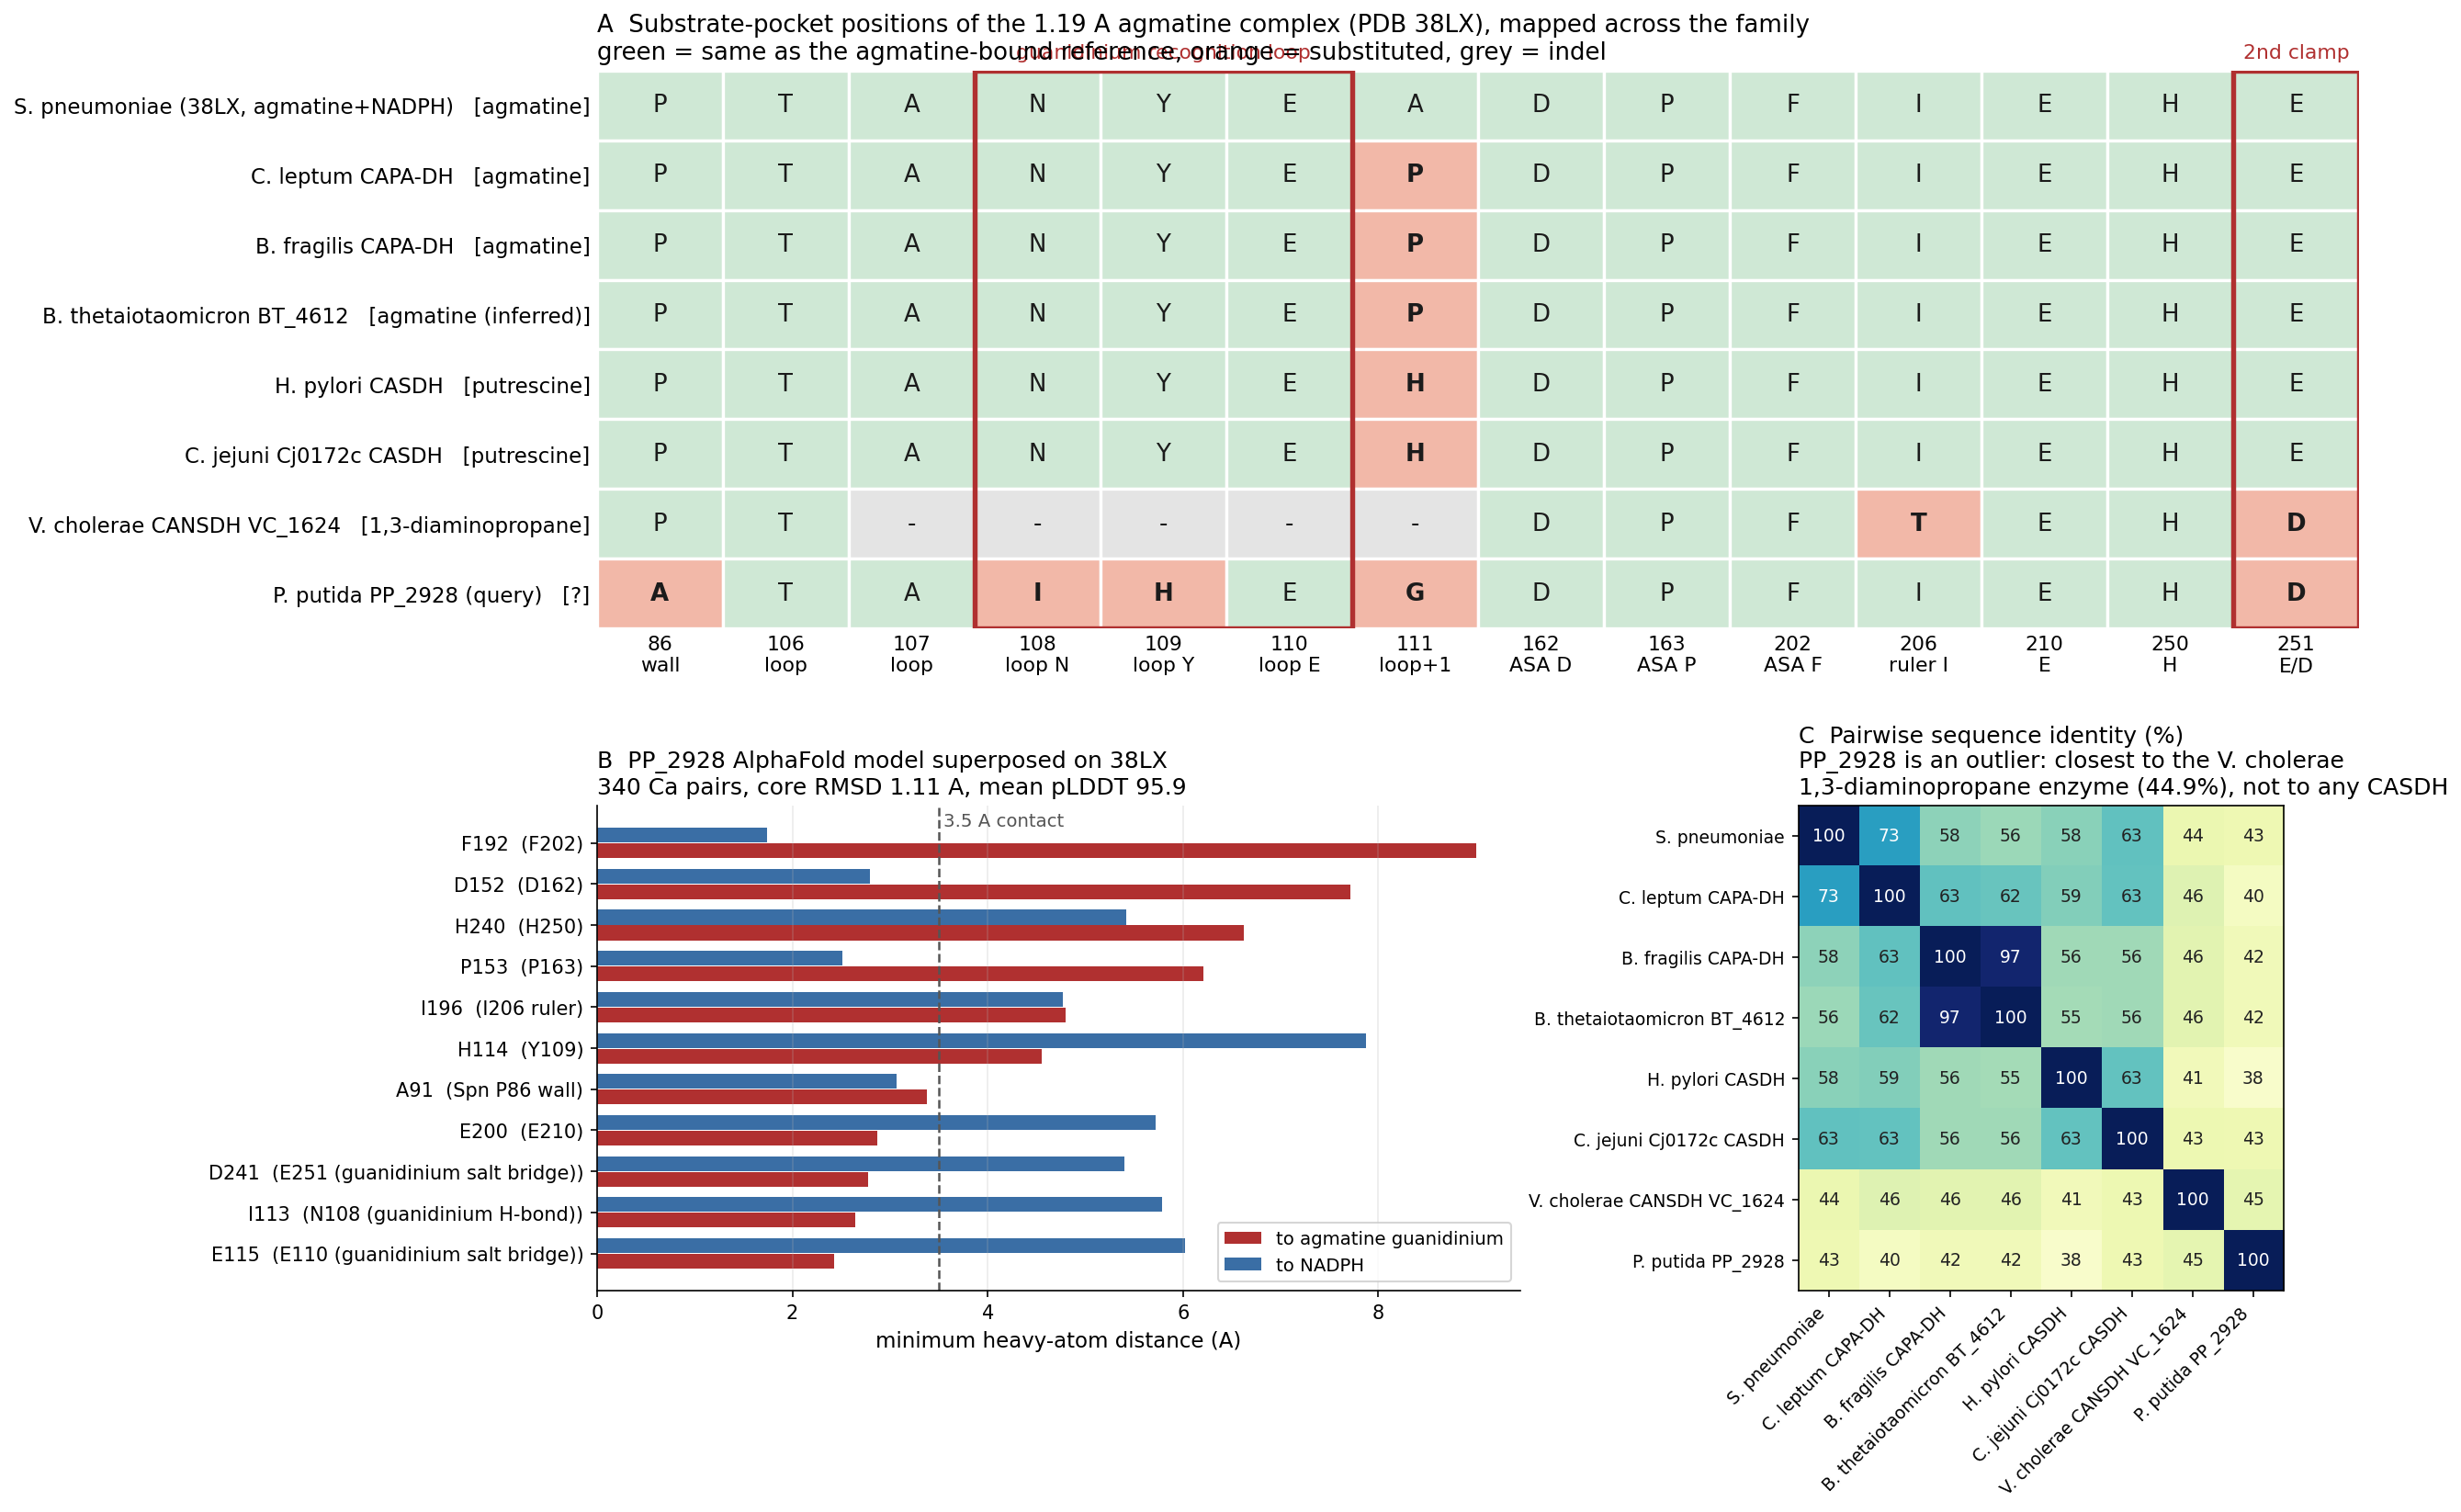 A  Substrate-pocket positions of the 1.19 A agmatine complex (PDB 38LX), mapped across the family
green = same as the agmatine-bound reference, orange = substituted, grey = indel
guanidinium recognition loop
2nd clamp
S. pneumoniae (38LX, agmatine+NADPH)   [agmatine] P T A N Y E A D P F I E H E
C. leptum CAPA-DH   [agmatine] P T A N Y E P D P F I E H E
B. fragilis CAPA-DH   [agmatine] P T A N Y E P D P F I E H E
B. thetaiotaomicron BT_4612   [agmatine (inferred)] P T A N Y E P D P F I E H E
H. pylori CASDH   [putrescine] P T A N Y E H D P F I E H E
C. jejuni Cj0172c CASDH   [putrescine] P T A N Y E H D P F I E H E
V. cholerae CANSDH VC_1624   [1,3-diaminopropane] P T - - - - - D P F T E H D
P. putida PP_2928 (query)   [?] A T A I H E G D P F I E H D
86 106 107 108 109 110 111 162 163 202 206 210 250 251
wall loop loop loop N loop Y loop E loop+1 ASA D ASA P ASA F ruler I E H E/D
B  PP_2928 AlphaFold model superposed on 38LX
340 Ca pairs, core RMSD 1.11 A, mean pLDDT 95.9
3.5 A contact
F192  (F202)
D152  (D162)
H240  (H250)
P153  (P163)
I196  (I206 ruler)
H114  (Y109)
A91  (Spn P86 wall)
E200  (E210)
D241  (E251 (guanidinium salt bridge))
I113  (N108 (guanidinium H-bond))
E115  (E110 (guanidinium salt bridge))
to agmatine guanidinium
to NADPH
0 2 4 6 8
minimum heavy-atom distance (A)
C  Pairwise sequence identity (%)
PP_2928 is an outlier: closest to the V. cholerae
1,3-diaminopropane enzyme (44.9%), not to any CASDH
S. pneumoniae 100 73 58 56 58 63 44 43
C. leptum CAPA-DH 73 100 63 62 59 63 46 40
B. fragilis CAPA-DH 58 63 100 97 56 56 46 42
B. thetaiotaomicron BT_4612 56 62 97 100 55 56 46 42
H. pylori CASDH 58 59 56 55 100 63 41 38
C. jejuni Cj0172c CASDH 63 63 56 56 63 100 43 43
V. cholerae CANSDH VC_1624 44 46 46 46 41 43 100 45
P. putida PP_2928 43 40 42 42 38 43 45 100
S. pneumoniae
C. leptum CAPA-DH
B. fragilis CAPA-DH
B. thetaiotaomicron BT_4612
H. pylori CASDH
C. jejuni Cj0172c CASDH
V. cholerae CANSDH VC_1624
P. putida PP_2928